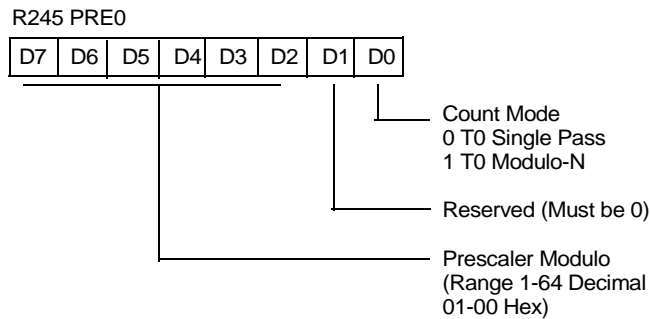 R245 PRE0
D7 D6 D5 D4 D3 D2 D1 D0
Count Mode
0 T0 Single Pass
1 T0 Modulo-N
Reserved (Must be 0)
Prescaler Modulo
(Range 1-64 Decimal
01-00 Hex)